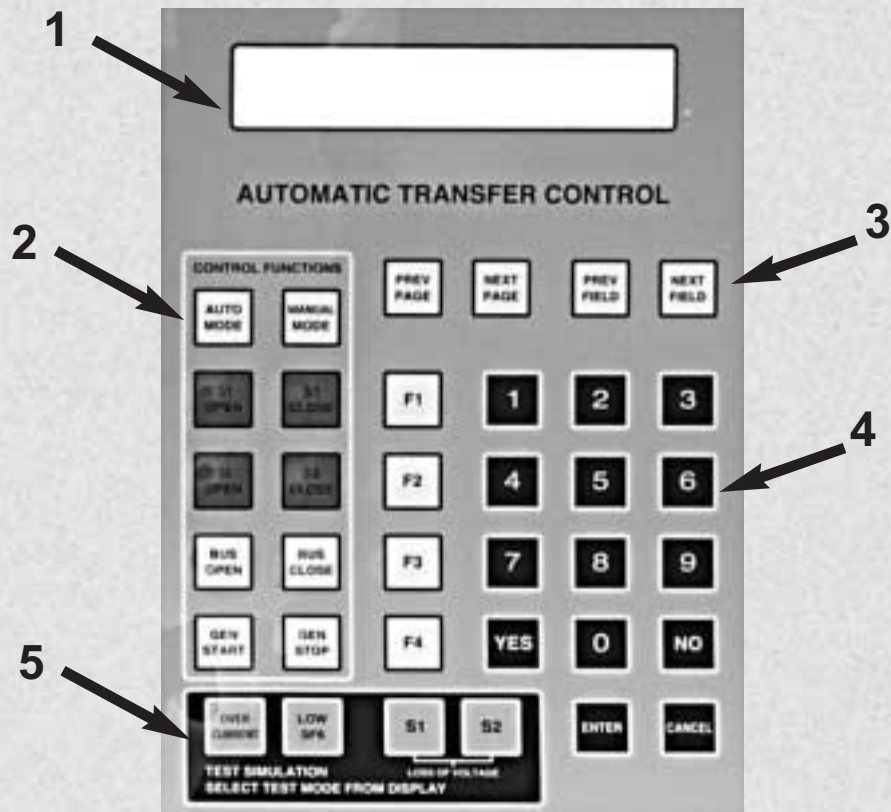 1
AUTOMATIC TRANSFER CONTROL
2
3
CONTROL FUNCTIONS
AUTO MODE
MANUAL MODE
PREV PAGE
NEXT PAGE
PREV FIELD
NEXT FIELD
S1 OPEN
S1 CLOSE
F1
1
2
3
4
OPEN
CLOSE
F2
4
5
6
BUS OPEN
BUS CLOSE
F3
7
8
9
GEN START
GEN STOP
F4
YES
0
NO
5
OVER CURRENT
LOW SF6
S1
S2
ENTER
CANCEL
LOSS OF VOLTAGE
TEST SIMULATION
SELECT TEST MODE FROM DISPLAY